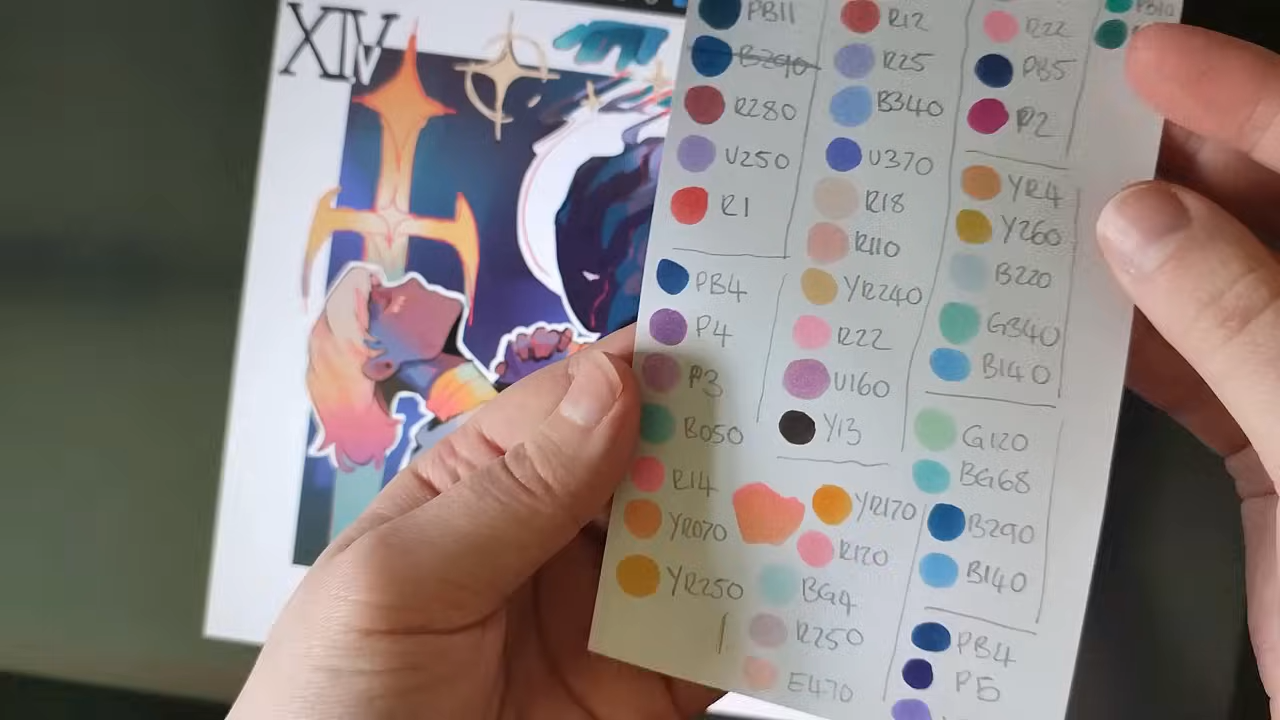 XIV
PB11
B290
R280
V250
R1
PB4
P4
P3
B050
R14
YR070
YR250
R12
R25
B340
V370
R18
R110
YR240
R22
V160
Y13
YR170
R170
BG4
R250
E470
R22
PB5
P2
YR4
Y260
B220
GB40
B140
G120
BG68
B290
B140
PB4
P5